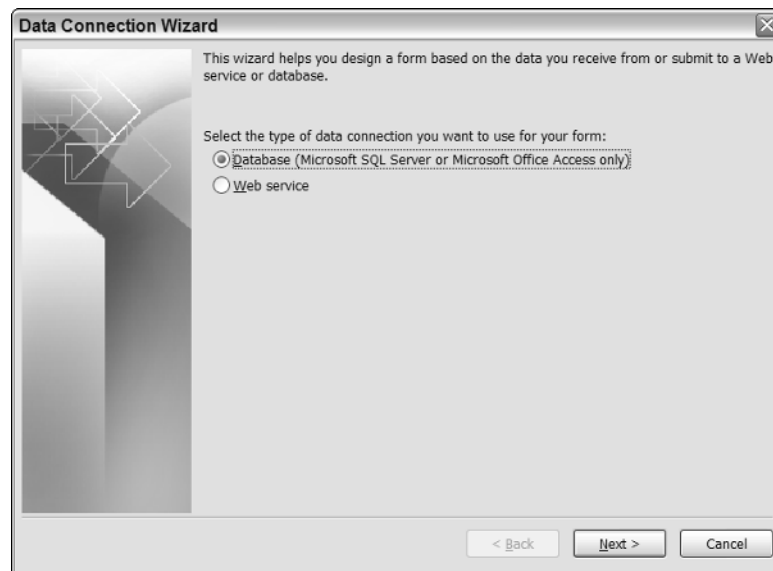 Data Connection Wizard
This wizard helps you design a form based on the data you receive from or submit to a Web
service or database.
Select the type of data connection you want to use for your form:
Database (Microsoft SQL Server or Microsoft Office Access only)
Web service
< Back
Next >
Cancel